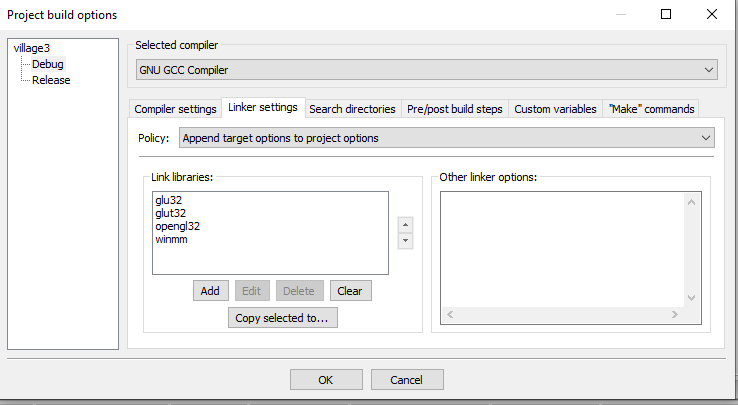 Project build options
village3
Debug
Release
Selected compiler
GNU GCC Compiler
Compiler settings Linker settings Search directories Pre/post build steps Custom variables "Make" commands
Policy: Append target options to project options
Link libraries:
glu32
glut32
opengl32
winmm
Add Edit Delete Clear
Copy selected to...
Other linker options:
OK Cancel